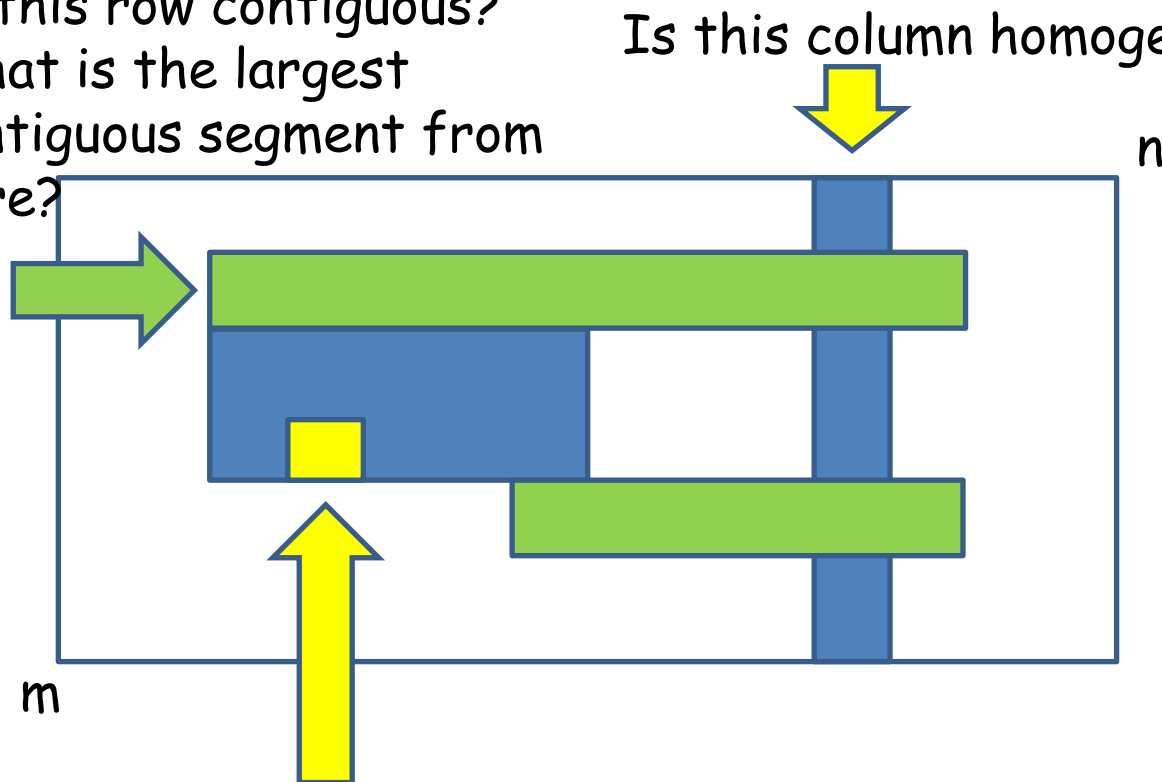 this row contiguous?
at is the largest
tiguous segment from
re?
Is this column homoge
n
m